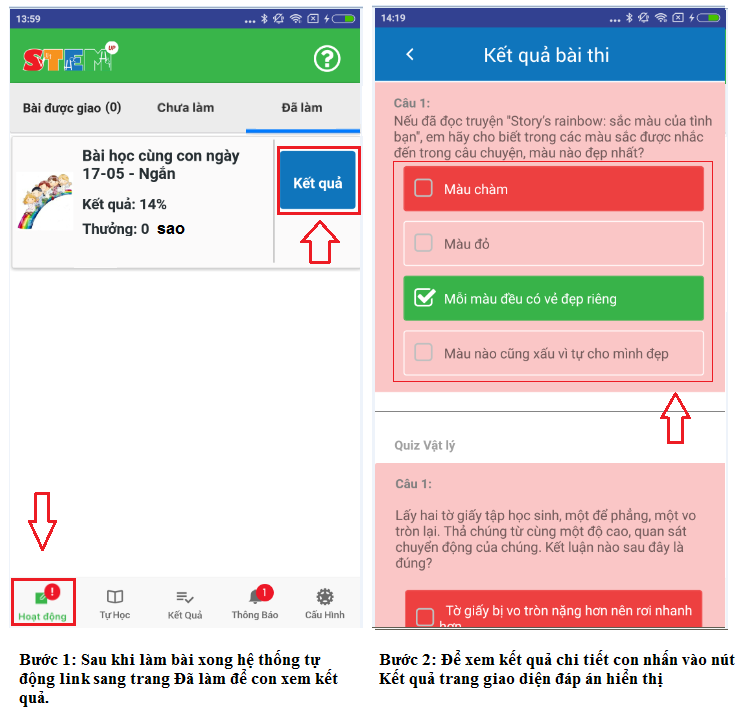 13:59
STEM UP
?
Bài được giao (0) Chưa làm Đã làm
Bài học cùng con ngày
17-05 - Ngắn
Kết quả: 14%
Thưởng: 0 sao
Kết quả
!
1
Hoạt động Tự Học Kết Quả Thông Báo Cấu Hình
Bước 1: Sau khi làm bài xong hệ thống tự
động link sang trang Đã làm để con xem kết
quả.
14:19
Kết quả bài thi
Câu 1:
Nếu đã đọc truyện "Story's rainbow: sắc màu của tình
bạn", em hãy cho biết trong các màu sắc được nhắc
đến trong câu chuyện, màu nào đẹp nhất?
Màu chàm
Màu đỏ
Mỗi màu đều có vẻ đẹp riêng
Màu nào cũng xấu vì tự cho mình đẹp
Quiz Vật lý
Câu 1:
Lấy hai tờ giấy tập học sinh, một để phẳng, một vo
tròn lại. Thả chúng từ cùng một độ cao, quan sát
chuyển động của chúng. Kết luận nào sau đây là
đúng?
Tờ giấy bị vo tròn nặng hơn nên rơi nhanh
hơn
Bước 2: Để xem kết quả chi tiết con nhấn vào nút
Kết quả trang giao diện đáp án hiển thị